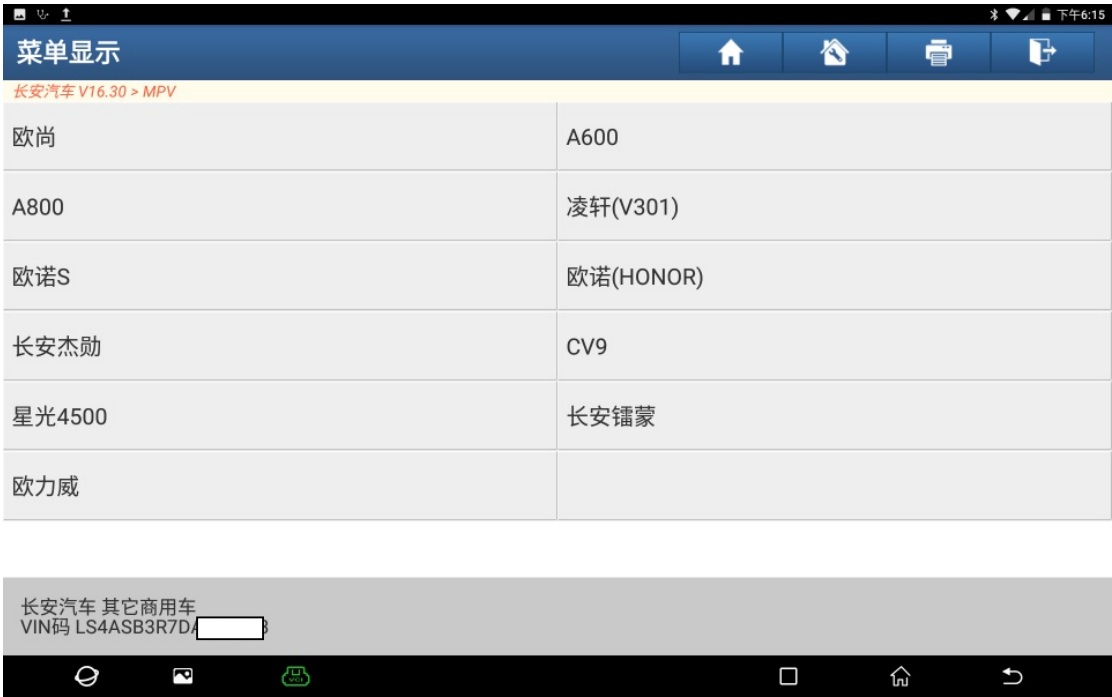 下午6:15
菜单显示
长安汽车 V16.30 > MPV
欧尚
A600
A800
凌轩(V301)
欧诺S
欧诺(HONOR)
长安杰勋
CV9
星光4500
长安镭蒙
欧力威
长安汽车 其它商用车
VIN码 LS4ASB3R7DA
VCI